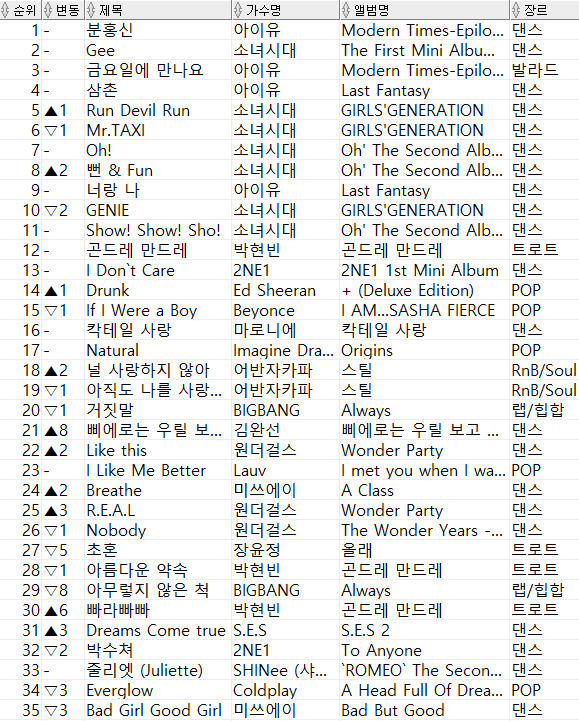 순위 변동 제목 가수명 앨범명 장르
1 - 분홍신 아이유 Modern Times-Epilo... 댄스
2 - Gee 소녀시대 The First Mini Albu... 댄스
3 - 금요일에 만나요 아이유 Modern Times-Epilo... 발라드
4 - 삼촌 아이유 Last Fantasy 댄스
5 ▲1 Run Devil Run 소녀시대 GIRLS'GENERATION 댄스
6 ▽1 Mr.TAXI 소녀시대 GIRLS'GENERATION 댄스
7 - Oh! 소녀시대 Oh' The Second Alb... 댄스
8 ▲2 뻔 & Fun 소녀시대 Oh' The Second Alb... 댄스
9 - 너랑 나 아이유 Last Fantasy 댄스
10 ▽2 GENIE 소녀시대 GIRLS'GENERATION 댄스
11 - Show! Show! Sho! 소녀시대 Oh' The Second Alb... 댄스
12 - 곤드레 만드레 박현빈 곤드레 만드레 트로트
13 - I Don`t Care 2NE1 2NE1 1st Mini Album 댄스
14 ▲1 Drunk Ed Sheeran + (Deluxe Edition) POP
15 ▽1 If I Were a Boy Beyonce I AM...SASHA FIERCE POP
16 - 칵테일 사랑 마로니에 칵테일 사랑 댄스
17 - Natural Imagine Dra... Origins POP
18 ▲2 널 사랑하지 않아 어반자카파 스틸 RnB/Soul
19 ▽1 아직도 나를 사랑... 어반자카파 스틸 RnB/Soul
20 ▽1 거짓말 BIGBANG Always 랩/힙합
21 ▲8 삐에로는 우릴 보... 김완선 삐에로는 우릴 보고 ... 댄스
22 ▲2 Like this 원더걸스 Wonder Party 댄스
23 - I Like Me Better Lauv I met you when I wa... POP
24 ▲2 Breathe 미쓰에이 A Class 댄스
25 ▲3 R.E.A.L 원더걸스 Wonder Party 댄스
26 ▽1 Nobody 원더걸스 The Wonder Years -... 댄스
27 ▽5 초혼 장윤정 올래 트로트
28 ▽1 아름다운 약속 박현빈 곤드레 만드레 트로트
29 ▽8 아무렇지 않은 척 BIGBANG Always 랩/힙합
30 ▲6 빠라빠빠 박현빈 곤드레 만드레 트로트
31 ▲3 Dreams Come true S.E.S S.E.S 2 댄스
32 ▽2 박수쳐 2NE1 To Anyone 댄스
33 - 줄리엣 (Juliette) SHINee (샤... `ROMEO` The Secon... 댄스
34 ▽3 Everglow Coldplay A Head Full Of Drea... POP
35 ▽3 Bad Girl Good Girl 미쓰에이 Bad But Good 댄스